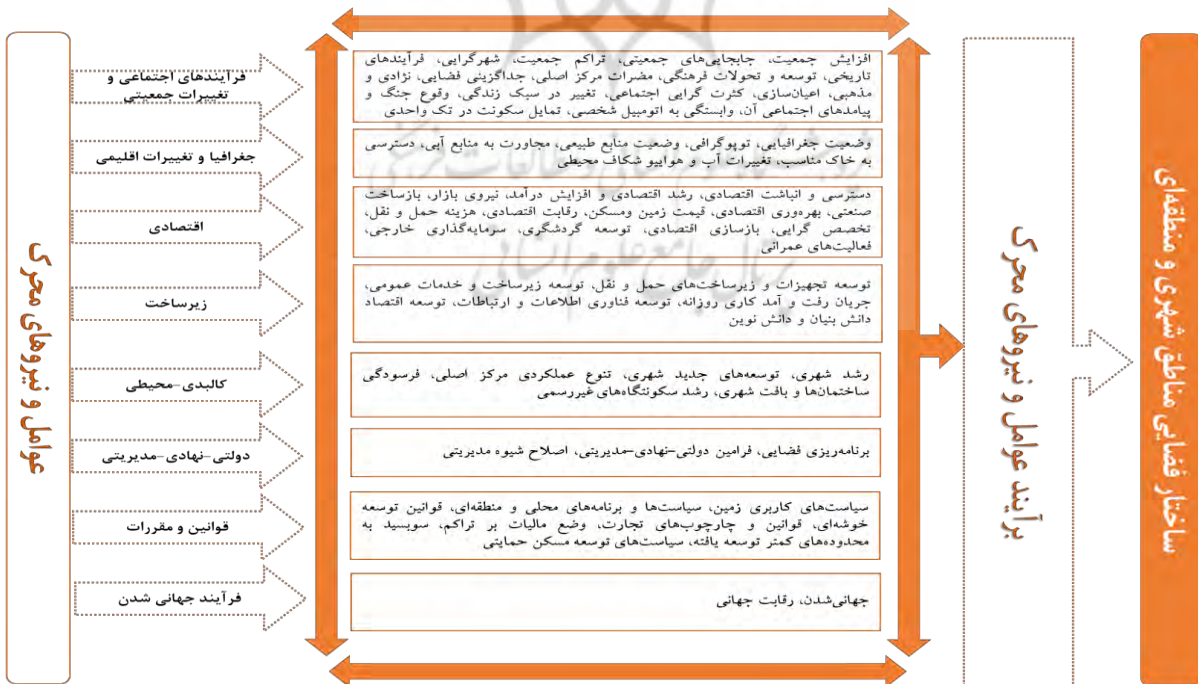 عوامل و نیروهای محرک
فرآیندهای اجتماعی و
تغییرات جمعیتی
افزایش جمعیت، جابجایی‌های جمعیتی، تراکم جمعیت، شهرگرایی، فرآیندهای
تاریخی، توسعه و تحولات فرهنگی، مضرات مرکز اصلی، جداگزینی فضایی، نژادی و
مذهبی، اعیان‌سازی، کثرت گرایی اجتماعی، تغییر در سبک زندگی، وقوع جنگ و
پیامدهای اجتماعی آن، وابستگی به اتومبیل شخصی، تمایل سکونت در تک واحدی
جغرافیا و تغییرات اقلیمی
وضعیت جغرافیایی، توپوگرافی، وضعیت منابع طبیعی، مجاورت به منابع آبی، دسترسی
به خاک مناسب، تغییرات آب و هواییو شکاف محیطی
اقتصادی
دسترسی و انباشت اقتصادی، رشد اقتصادی و افزایش درآمد، نیروی بازار، بازساخت
صنعتی، بهره‌وری اقتصادی، قیمت زمین ومسکن، رقابت اقتصادی، هزینه حمل و نقل،
تخصص گرایی، بازسازی اقتصادی، توسعه گردشگری، سرمایه‌گذاری خارجی،
فعالیت‌های عمرانی
زیرساخت
توسعه تجهیزات و زیرساخت‌های حمل و نقل، توسعه زیرساخت و خدمات عمومی،
جریان رفت و آمد کاری روزانه، توسعه فناوری اطلاعات و ارتباطات، توسعه اقتصاد
دانش بنیان و دانش نوین
کالبدی-محیطی
رشد شهری، توسعه‌های جدید شهری، تنوع عملکردی مرکز اصلی، فرسودگی
ساختمان‌ها و بافت شهری، رشد سکونتگاه‌های غیررسمی
دولتی-نهادی-مدیریتی
برنامه‌ریزی فضایی، فرامین دولتی-نهادی-مدیریتی، اصلاح شیوه مدیریتی
قوانین و مقررات
سیاست‌های کاربری زمین، سیاست‌ها و برنامه‌های محلی و منطقه‌ای، قوانین توسعه
خوشه‌ای، قوانین و چارچوب‌های تجارت، وضع مالیات بر تراکم، سوبسید به
محدوده‌های کمتر توسعه یافته، سیاست‌های توسعه مسکن حمایتی
فرآیند جهانی شدن
جهانی‌شدن، رقابت جهانی
برآیند عوامل و نیروهای محرک
ساختار فضایی مناطق شهری و منطقه‌ای
پژوهشگاه علوم انسانی و مطالعات فرهنگی
پرتال جامع علوم انسانی